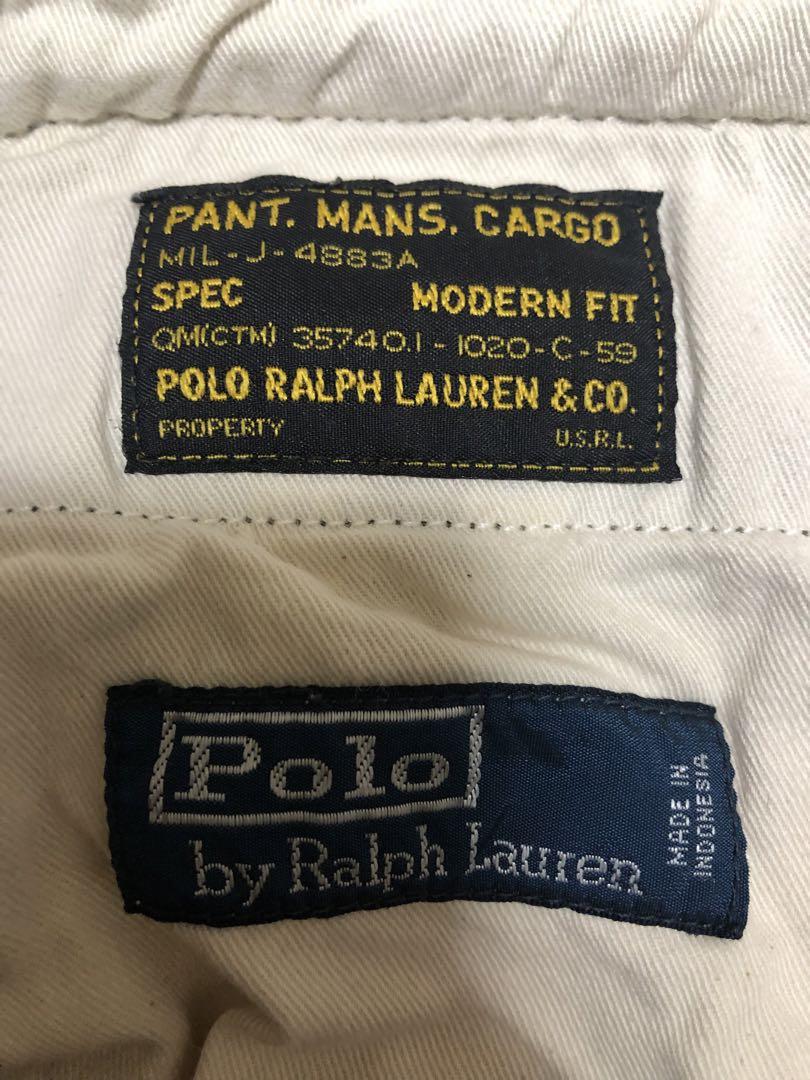 PANT. MANS. CARGO
MIL-J-4883A
SPEC MODERN FIT
QM(CTM) 35740.1-1020-C-59
POLO RALPH LAUREN & CO.
PROPERTY U.S.R.L.
Polo
by Ralph Lauren
MADE IN
INDONESIA